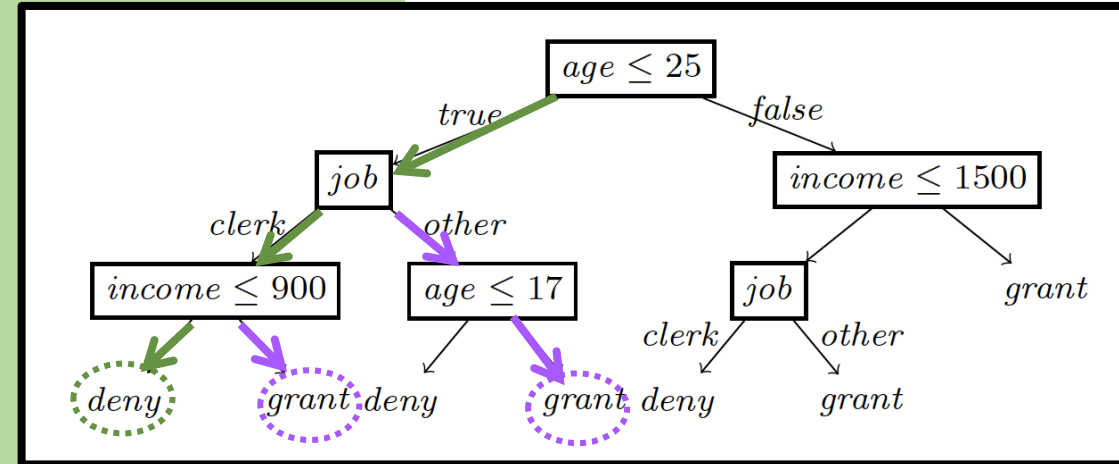 age ≤ 25
true
false
job
income ≤ 1500
clerk
other
income ≤ 900
age ≤ 17
job
grant
clerk
other
deny
grant
deny
grant
deny
grant